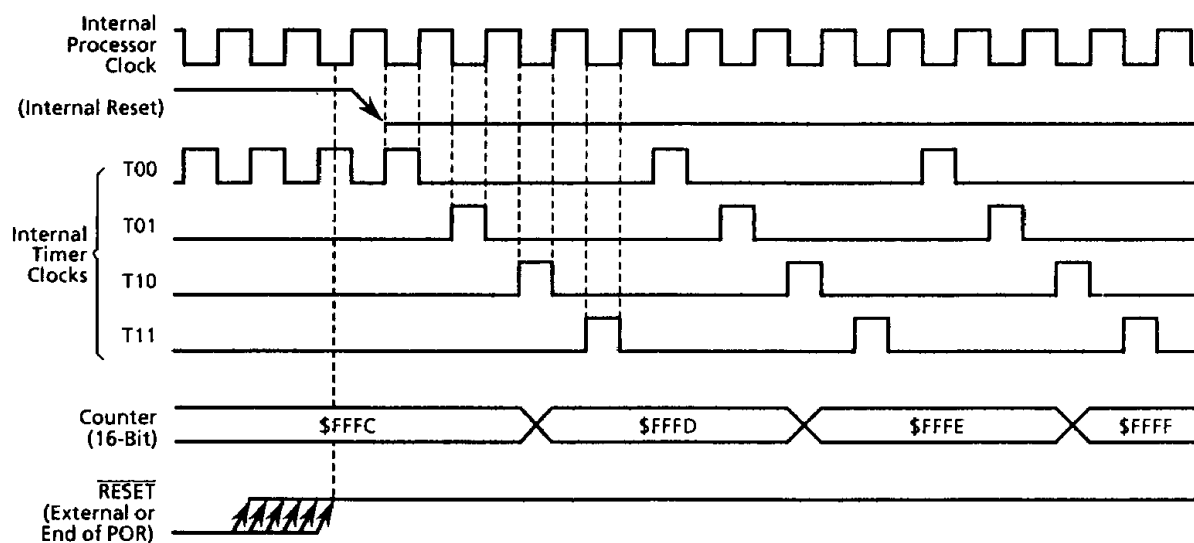 Internal
Processor
Clock
(Internal Reset)
T00
T01
Internal
Timer
Clocks
T10
T11
Counter
(16-Bit)
$FFFC
$FFFD
$FFFE
$FFFF
RESET
(External or
End of POR)